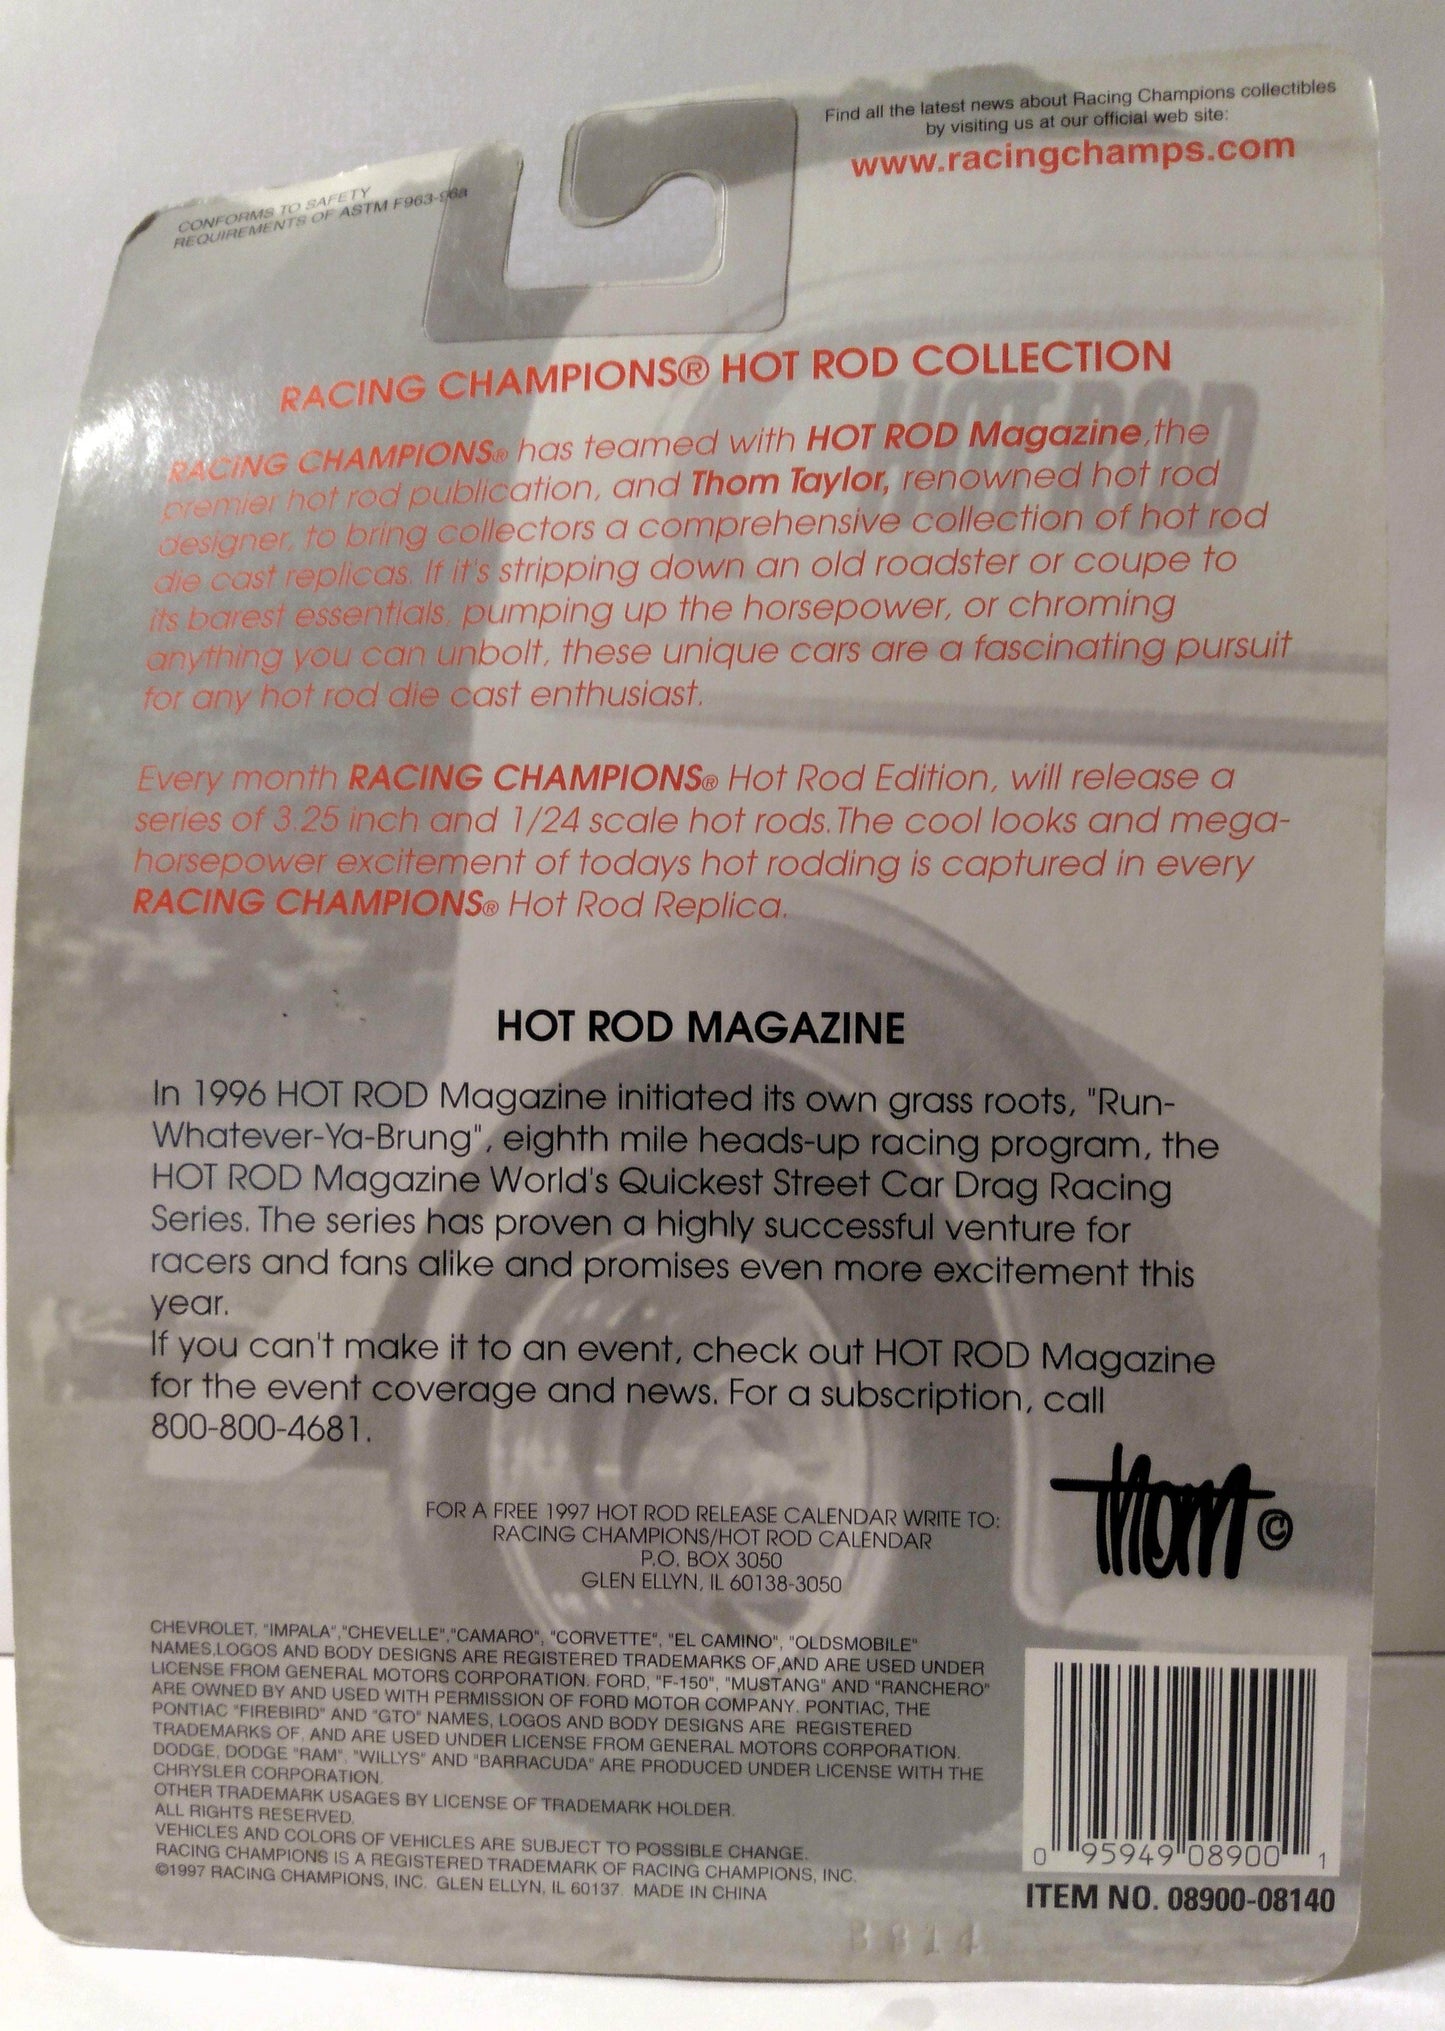 Find all the latest news about Racing Champions collectibles
by visiting us at our official web site:
www.racingchamps.com
CONFORMS TO SAFETY
REQUIREMENTS OF ASTM F963-96a
HOT ROD
RACING CHAMPIONS® HOT ROD COLLECTION
RACING CHAMPIONS® has teamed with HOT ROD Magazine,the
premier hot rod publication, and Thom Taylor, renowned hot rod
designer, to bring collectors a comprehensive collection of hot rod
die cast replicas. If it's stripping down an old roadster or coupe to
its barest essentials, pumping up the horsepower, or chroming
anything you can unbolt, these unique cars are a fascinating pursuit
for any hot rod die cast enthusiast.
Every month RACING CHAMPIONS® Hot Rod Edition, will release a
series of 3.25 inch and 1/24 scale hot rods. The cool looks and mega-
horsepower excitement of todays hot rodding is captured in every
RACING CHAMPIONS® Hot Rod Replica.
HOT ROD MAGAZINE
In 1996 HOT ROD Magazine initiated its own grass roots, "Run-
Whatever-Ya-Brung", eighth mile heads-up racing program, the
HOT ROD Magazine World's Quickest Street Car Drag Racing
Series. The series has proven a highly successful venture for
racers and fans alike and promises even more excitement this
year.
If you can't make it to an event, check out HOT ROD Magazine
for the event coverage and news. For a subscription, call
800-800-4681.
thom ©
FOR A FREE 1997 HOT ROD RELEASE CALENDAR WRITE TO:
RACING CHAMPIONS/HOT ROD CALENDAR
P.O. BOX 3050
GLEN ELLYN, IL 60138-3050
CHEVROLET, "IMPALA","CHEVELLE","CAMARO", "CORVETTE", "EL CAMINO", "OLDSMOBILE"
NAMES,LOGOS AND BODY DESIGNS ARE REGISTERED TRADEMARKS OF,AND ARE USED UNDER
LICENSE FROM GENERAL MOTORS CORPORATION. FORD, "F-150", "MUSTANG" AND "RANCHERO"
ARE OWNED BY AND USED WITH PERMISSION OF FORD MOTOR COMPANY. PONTIAC, THE
PONTIAC "FIREBIRD" AND "GTO" NAMES, LOGOS AND BODY DESIGNS ARE REGISTERED
TRADEMARKS OF, AND ARE USED UNDER LICENSE FROM GENERAL MOTORS CORPORATION.
DODGE, DODGE "RAM", "WILLYS" AND "BARRACUDA" ARE PRODUCED UNDER LICENSE WITH THE
CHRYSLER CORPORATION.
OTHER TRADEMARK USAGES BY LICENSE OF TRADEMARK HOLDER.
ALL RIGHTS RESERVED.
VEHICLES AND COLORS OF VEHICLES ARE SUBJECT TO POSSIBLE CHANGE.
RACING CHAMPIONS IS A REGISTERED TRADEMARK OF RACING CHAMPIONS, INC.
©1997 RACING CHAMPIONS, INC. GLEN ELLYN, IL 60137. MADE IN CHINA
0 95949 08900 1
ITEM NO. 08900-08140